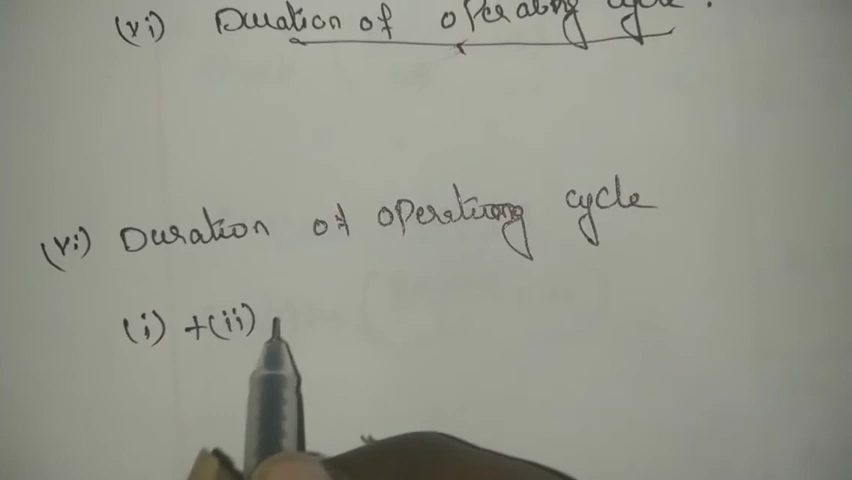 (vi) Duration of operating cycle.
(vi) Duration of operating cycle
(i) + (ii)